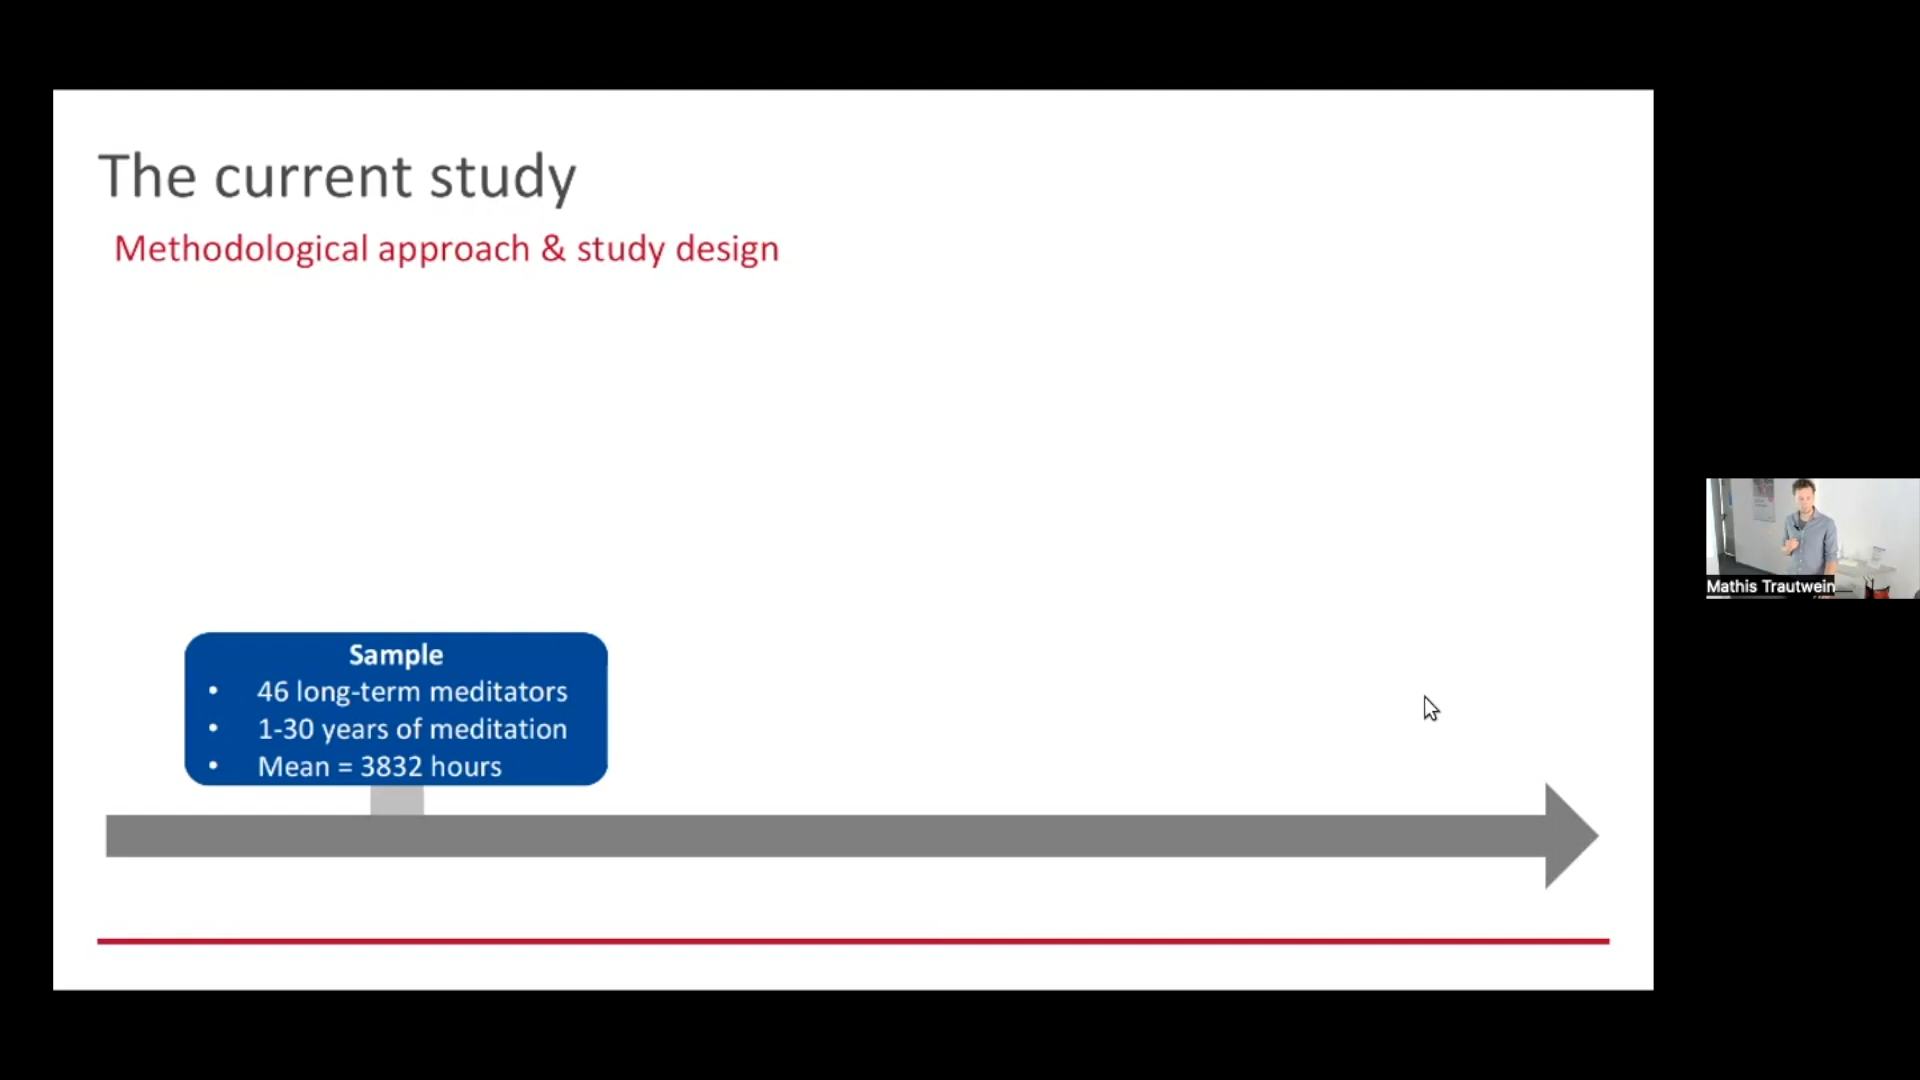 The current study
Methodological approach & study design
Sample
• 46 long-term meditators
• 1-30 years of meditation
• Mean = 3832 hours
Mathis Trautwein